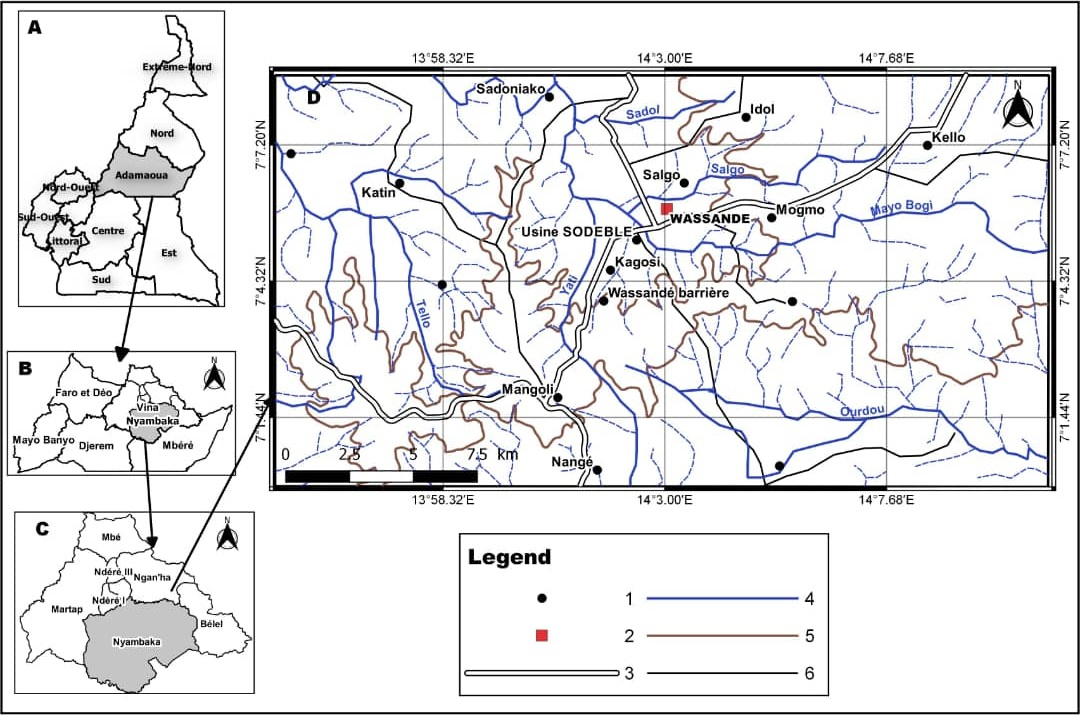 A
Extrême-Nord
Nord
Adamaoua
Nord-Ouest
Sud-Ouest
Littoral
Centre
Est
Sud
B
N
Faro et Déo
Vina
Nyambaka
Mayo Banyo
Djerem
Mbéré
C
N
Mbé
Ndéré III
Ngan'ha
Ndéré I
Martap
Bélel
Nyambaka
13°58.32'E
14°3.00'E
14°7.68'E
D
N
Sadoniako
Sadol
Idol
Kello
7°7.20'N
7°7.20'N
Katin
Salgo
Salgo
WASSANDE
Mogmo
Mayo Bogi
Usine SODEBLE
Kagosi
Yati
Wassandé barrière
7°4.32'N
7°4.32'N
Tello
Mangoli
Ourdou
7°1.44'N
7°1.44'N
Nangé
0 2.5 5 7.5 km
13°58.32'E
14°3.00'E
14°7.68'E
Legend
1 4
2 5
3 6